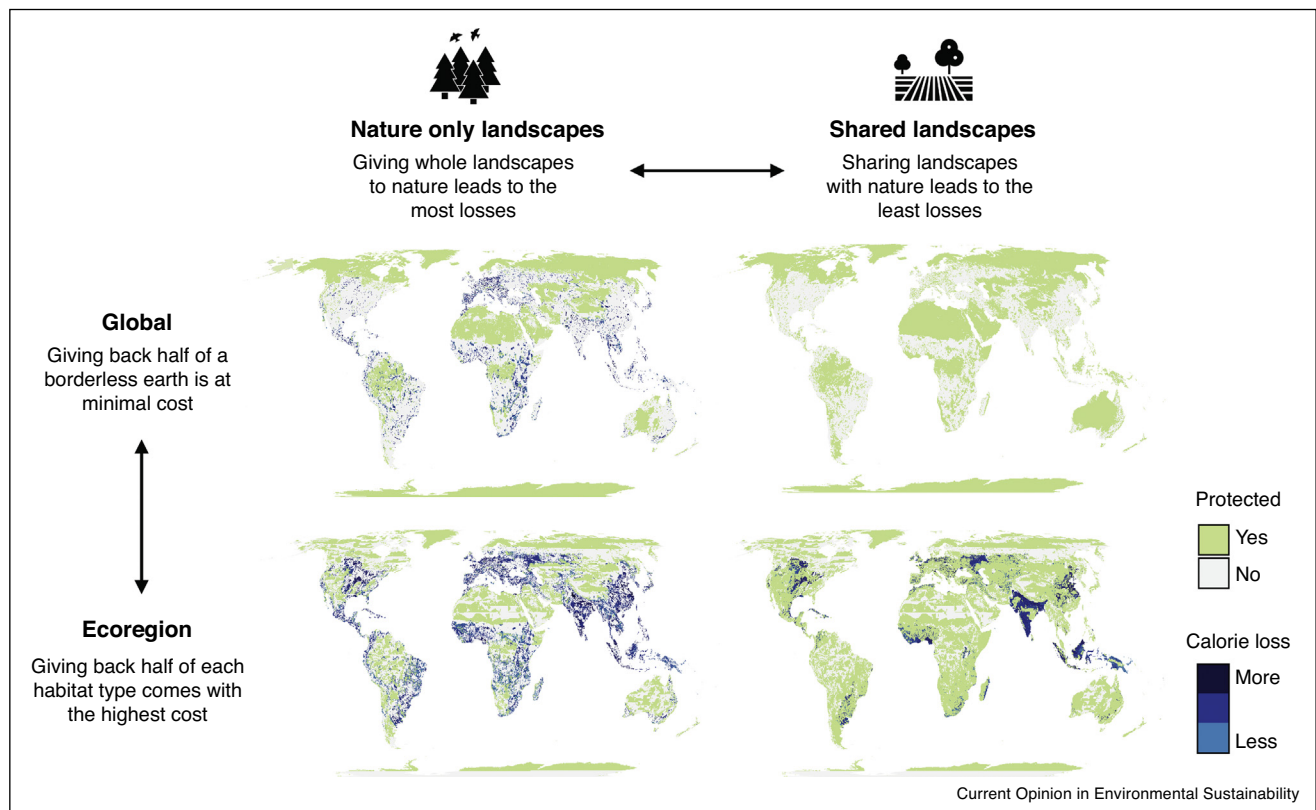 Nature only landscapes
Giving whole landscapes
to nature leads to the
most losses
Shared landscapes
Sharing landscapes
with nature leads to the
least losses
Global
Giving back half of a
borderless earth is at
minimal cost
Ecoregion
Giving back half of each
habitat type comes with
the highest cost
Protected
Yes
No
Calorie loss
More
Less
Current Opinion in Environmental Sustainability